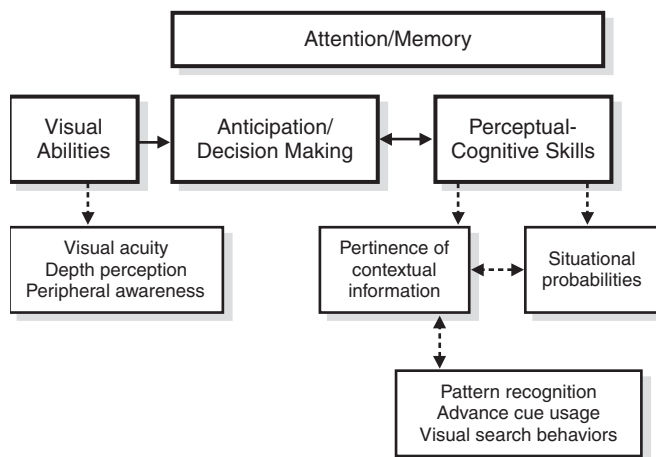 Attention/Memory
Visual
Abilities
Anticipation/
Decision Making
Perceptual-
Cognitive Skills
Visual acuity
Depth perception
Peripheral awareness
Pertinence of
contextual
information
Situational
probabilities
Pattern recognition
Advance cue usage
Visual search behaviors